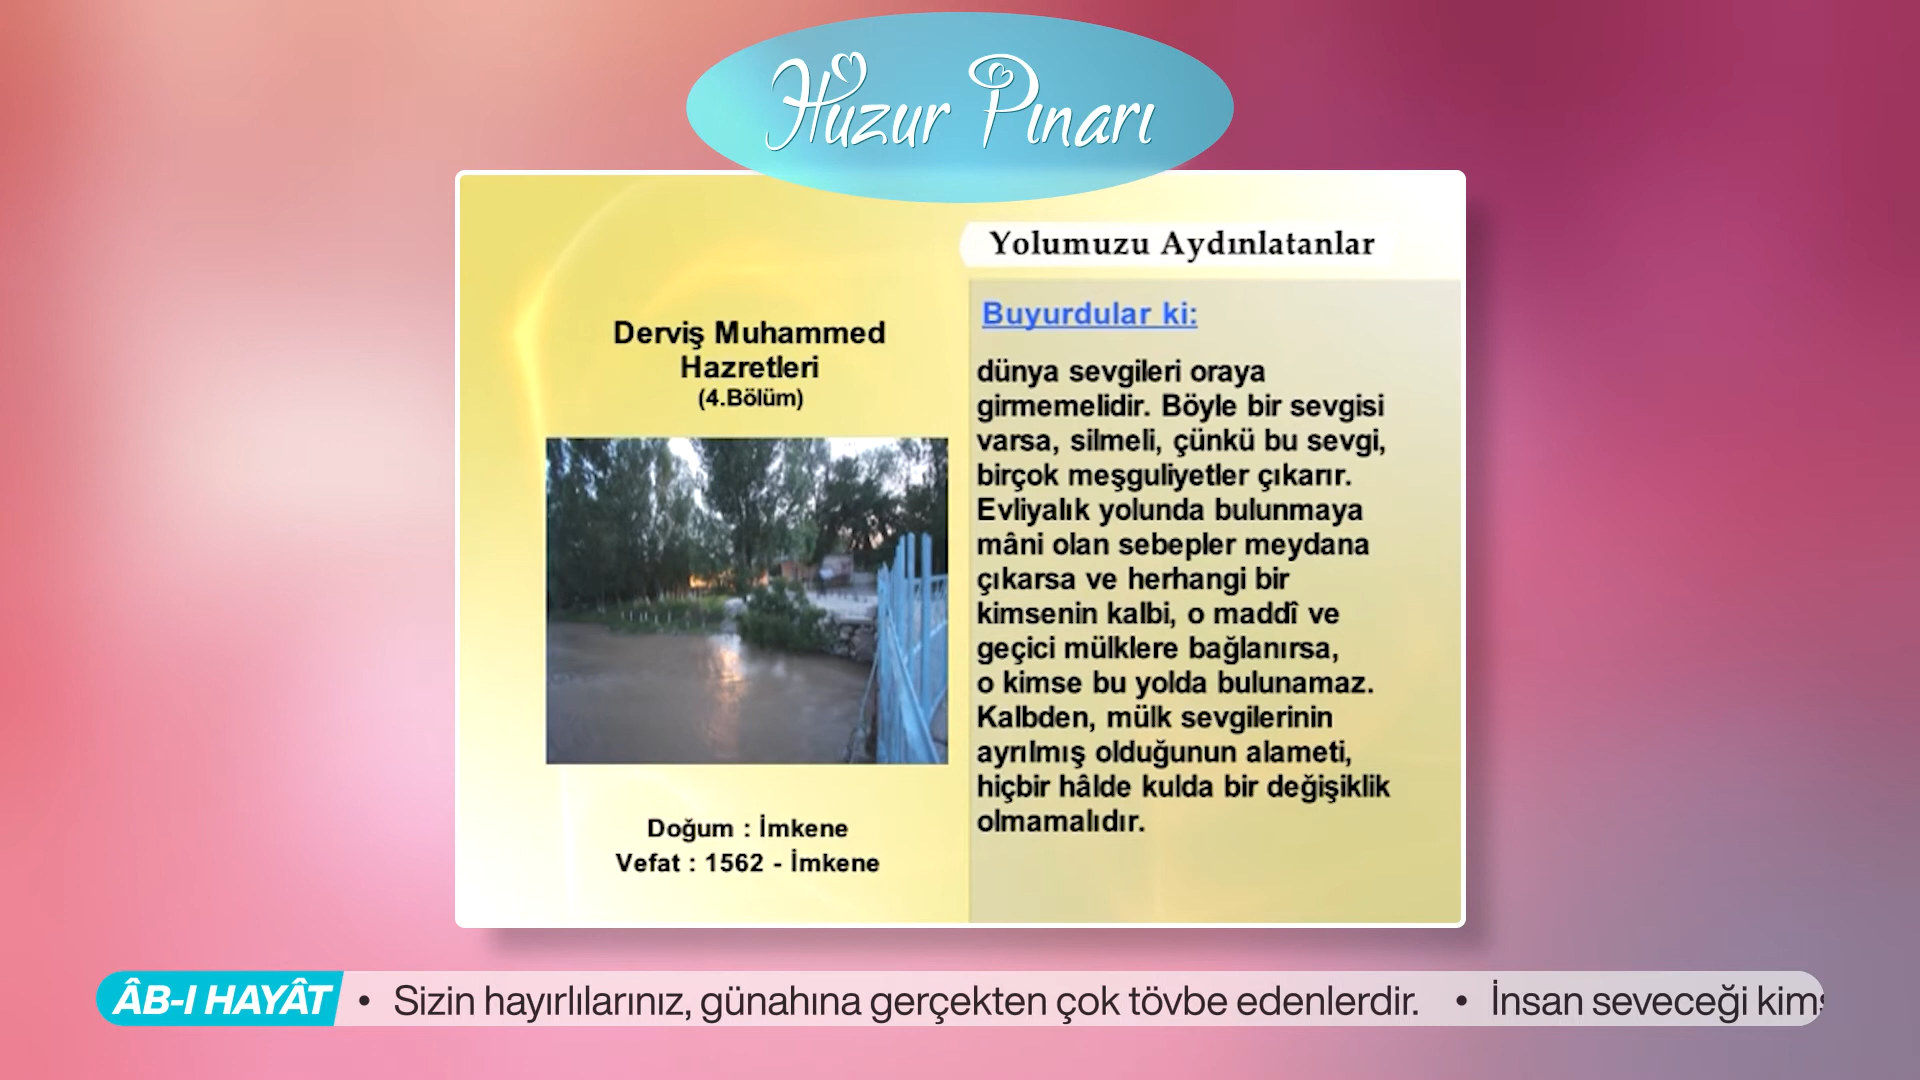 Huzur Pınarı
Yolumuzu Aydınlatanlar
Derviş Muhammed
Hazretleri
(4.Bölüm)
Doğum : İmkene
Vefat : 1562 - İmkene
Buyurdular ki:
dünya sevgileri oraya
girmemelidir. Böyle bir sevgisi
varsa, silmeli, çünkü bu sevgi,
birçok meşguliyetler çıkarır.
Evliyalık yolunda bulunmaya
mâni olan sebepler meydana
çıkarsa ve herhangi bir
kimsenin kalbi, o maddî ve
geçici mülklere bağlanırsa,
o kimse bu yolda bulunamaz.
Kalbden, mülk sevgilerinin
ayrılmış olduğunun alameti,
hiçbir hâlde kulda bir değişiklik
olmamalıdır.
ÂB-I HAYÂT • Sizin hayırlılarınız, günahına gerçekten çok tövbe edenlerdir. • İnsan seveceği